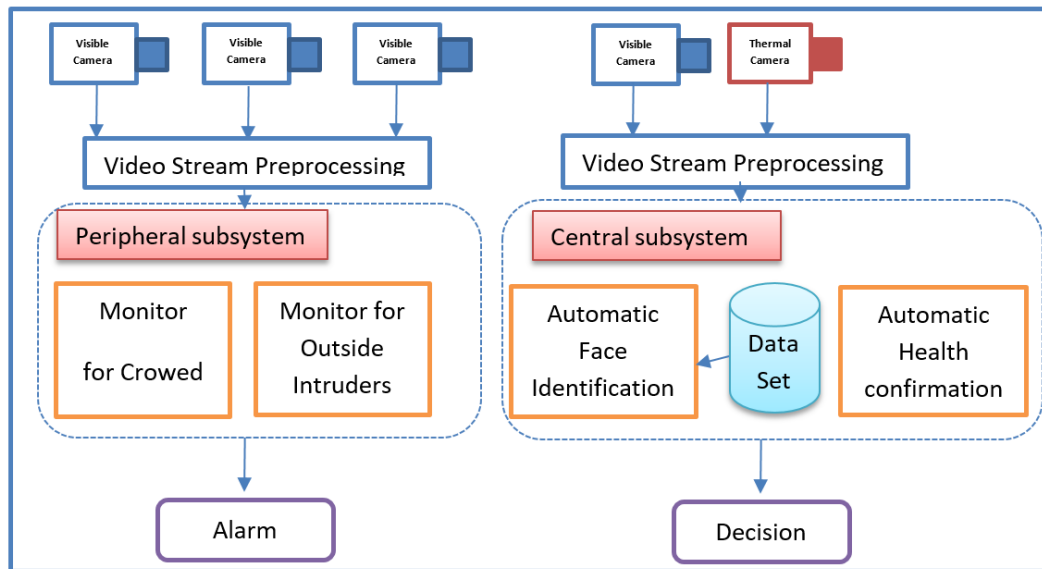 Visible
Camera
Visible
Camera
Visible
Camera
Video Stream Preprocessing
Peripheral subsystem
Monitor
for Crowed
Monitor for
Outside
Intruders
Alarm
Visible
Camera
Thermal
Camera
Video Stream Preprocessing
Central subsystem
Automatic
Face
Identification
Data
Set
Automatic
Health
confirmation
Decision